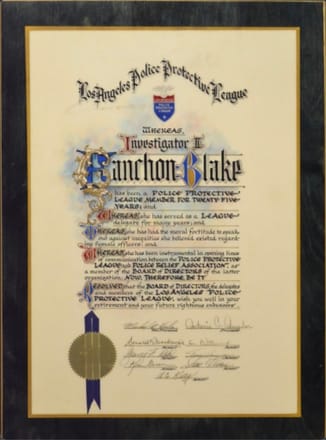 Los Angeles Police Protective League
WHEREAS,
Investigator II
Fanchon Blake
has been a POLICE PROTECTIVE
LEAGUE MEMBER FOR TWENTY-FIVE
YEARS; and
WHEREAS, she has served as a LEAGUE
delegate for many years; and
WHEREAS, she has had the moral fortitude to speak
out against inequities she believed existed regard-
ing female officers; and
WHEREAS, she has been instrumental in opening lines
of communication between the POLICE PROTECTIVE
LEAGUE and POLICE RELIEF ASSOCIATION, as
a member of the BOARD of DIRECTORS of the latter
organization, NOW, THEREFORE, BE IT
RESOLVED, that the BOARD of DIRECTORS, the delegates
and members of the LOS ANGELES POLICE
PROTECTIVE LEAGUE, wish you well in your
retirement and your future righteous endeavors.